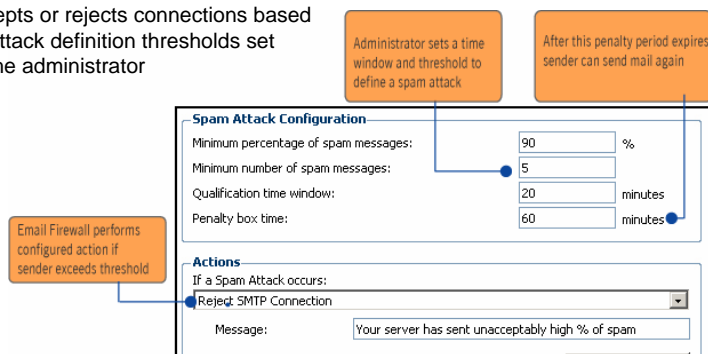 epts or rejects connections based
ttack definition thresholds set
ne administrator
Administrator sets a time
window and threshold to
define a spam attack
After this penalty period expires
sender can send mail again
Spam Attack Configuration
Minimum percentage of spam messages: 90 %
Minimum number of spam messages: 5
Qualification time window: 20 minutes
Penalty box time: 60 minutes
Email Firewall performs
configured action if
sender exceeds threshold
Actions
If a Spam Attack occurs:
Reject SMTP Connection
Message: Your server has sent unacceptably high % of spam